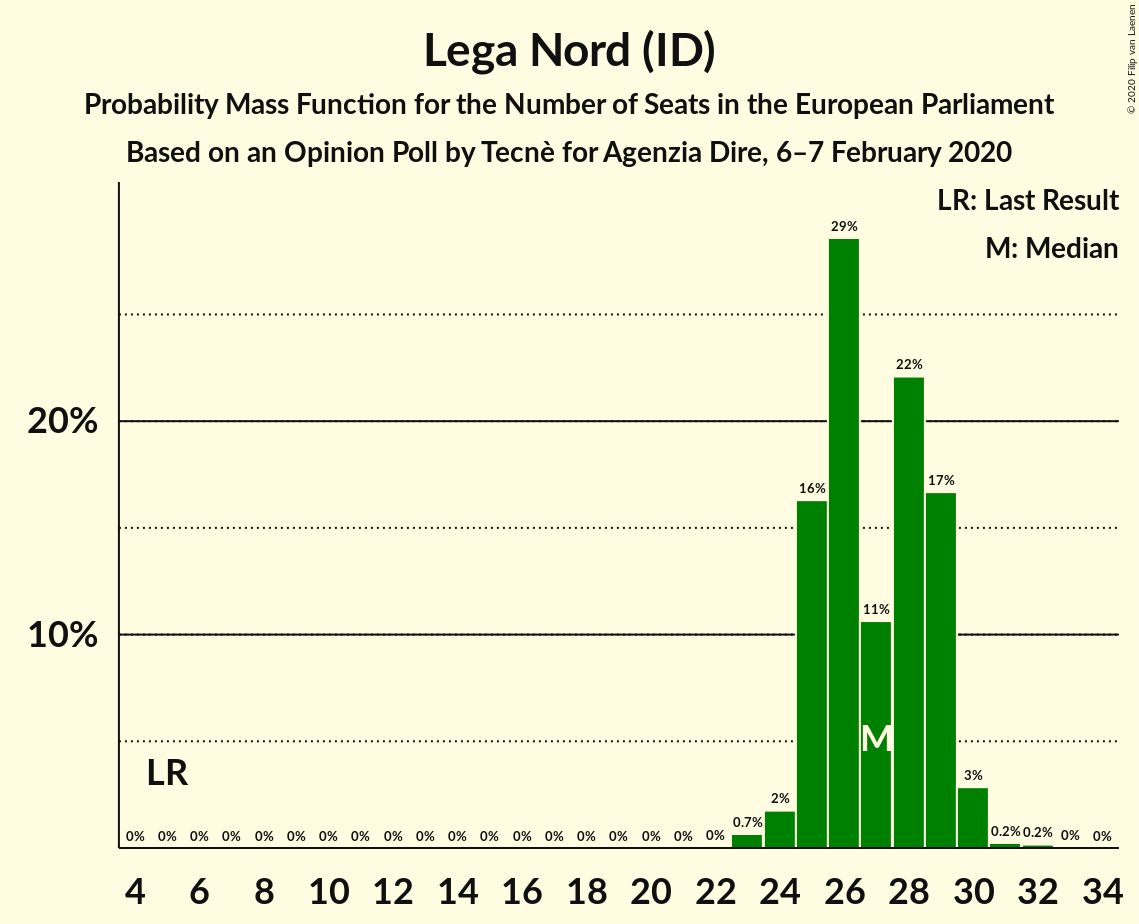 Lega Nord (ID)
Probability Mass Function for the Number of Seats in the European Parliament
Based on an Opinion Poll by Tecnè for Agenzia Dire, 6–7 February 2020
© 2020 Filip van Laenen
LR: Last Result
M: Median
29%
22%
20%
17%
16%
11%
10%
M
LR
3%
2%
0.7%
0.2% 0.2%
0% 0% 0% 0% 0% 0% 0% 0% 0% 0% 0% 0% 0% 0% 0% 0% 0% 0% 0% 0% 0%
4 6 8 10 12 14 16 18 20 22 24 26 28 30 32 34